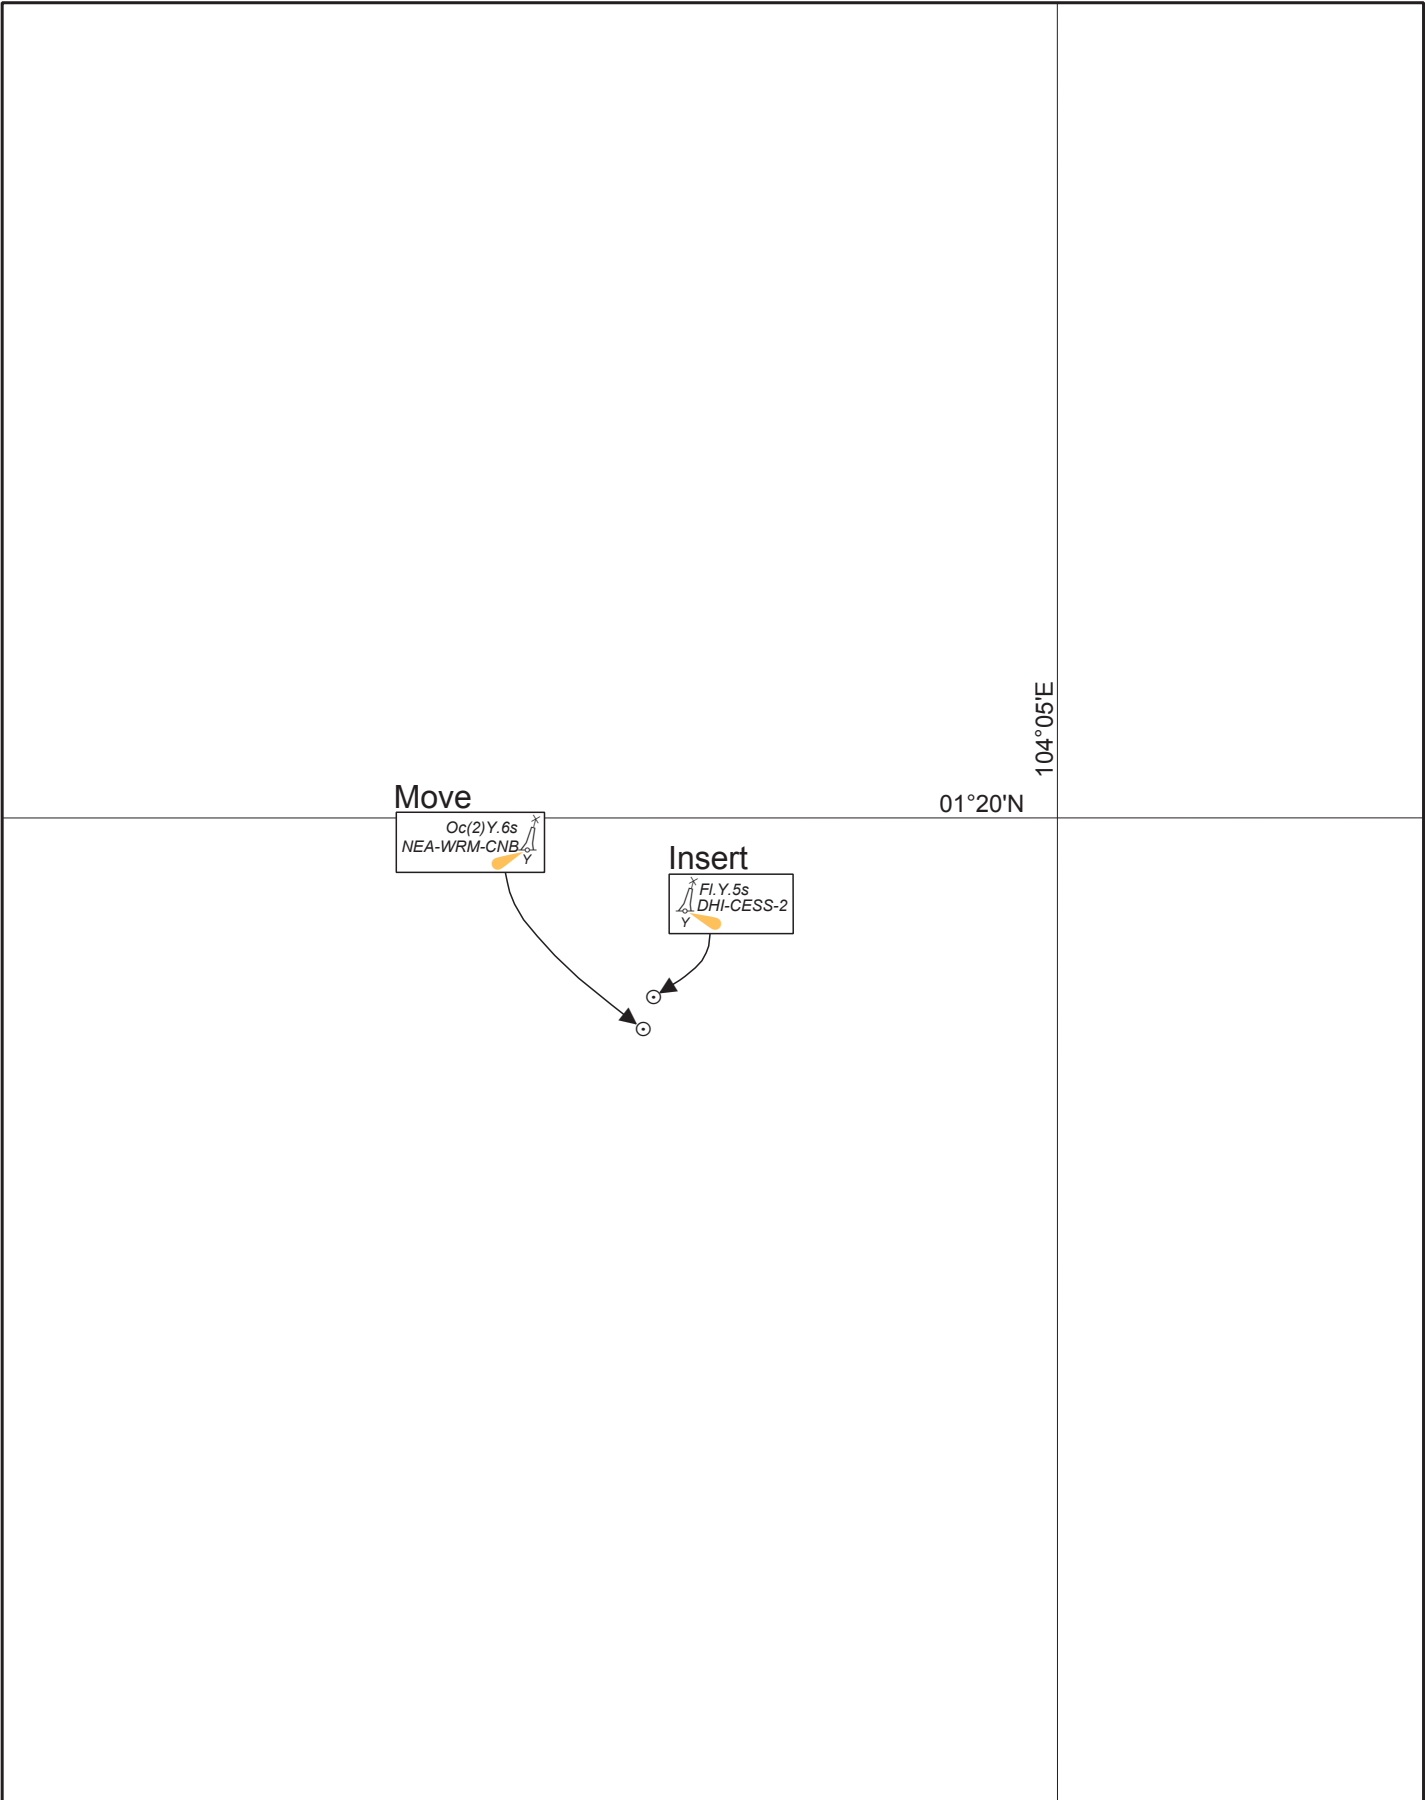 104°05'E
01°20'N
Move
Oc(2)Y.6s
NEA-WRM-CNB
Y
Insert
Fl.Y.5s
DHI-CESS-2
Y